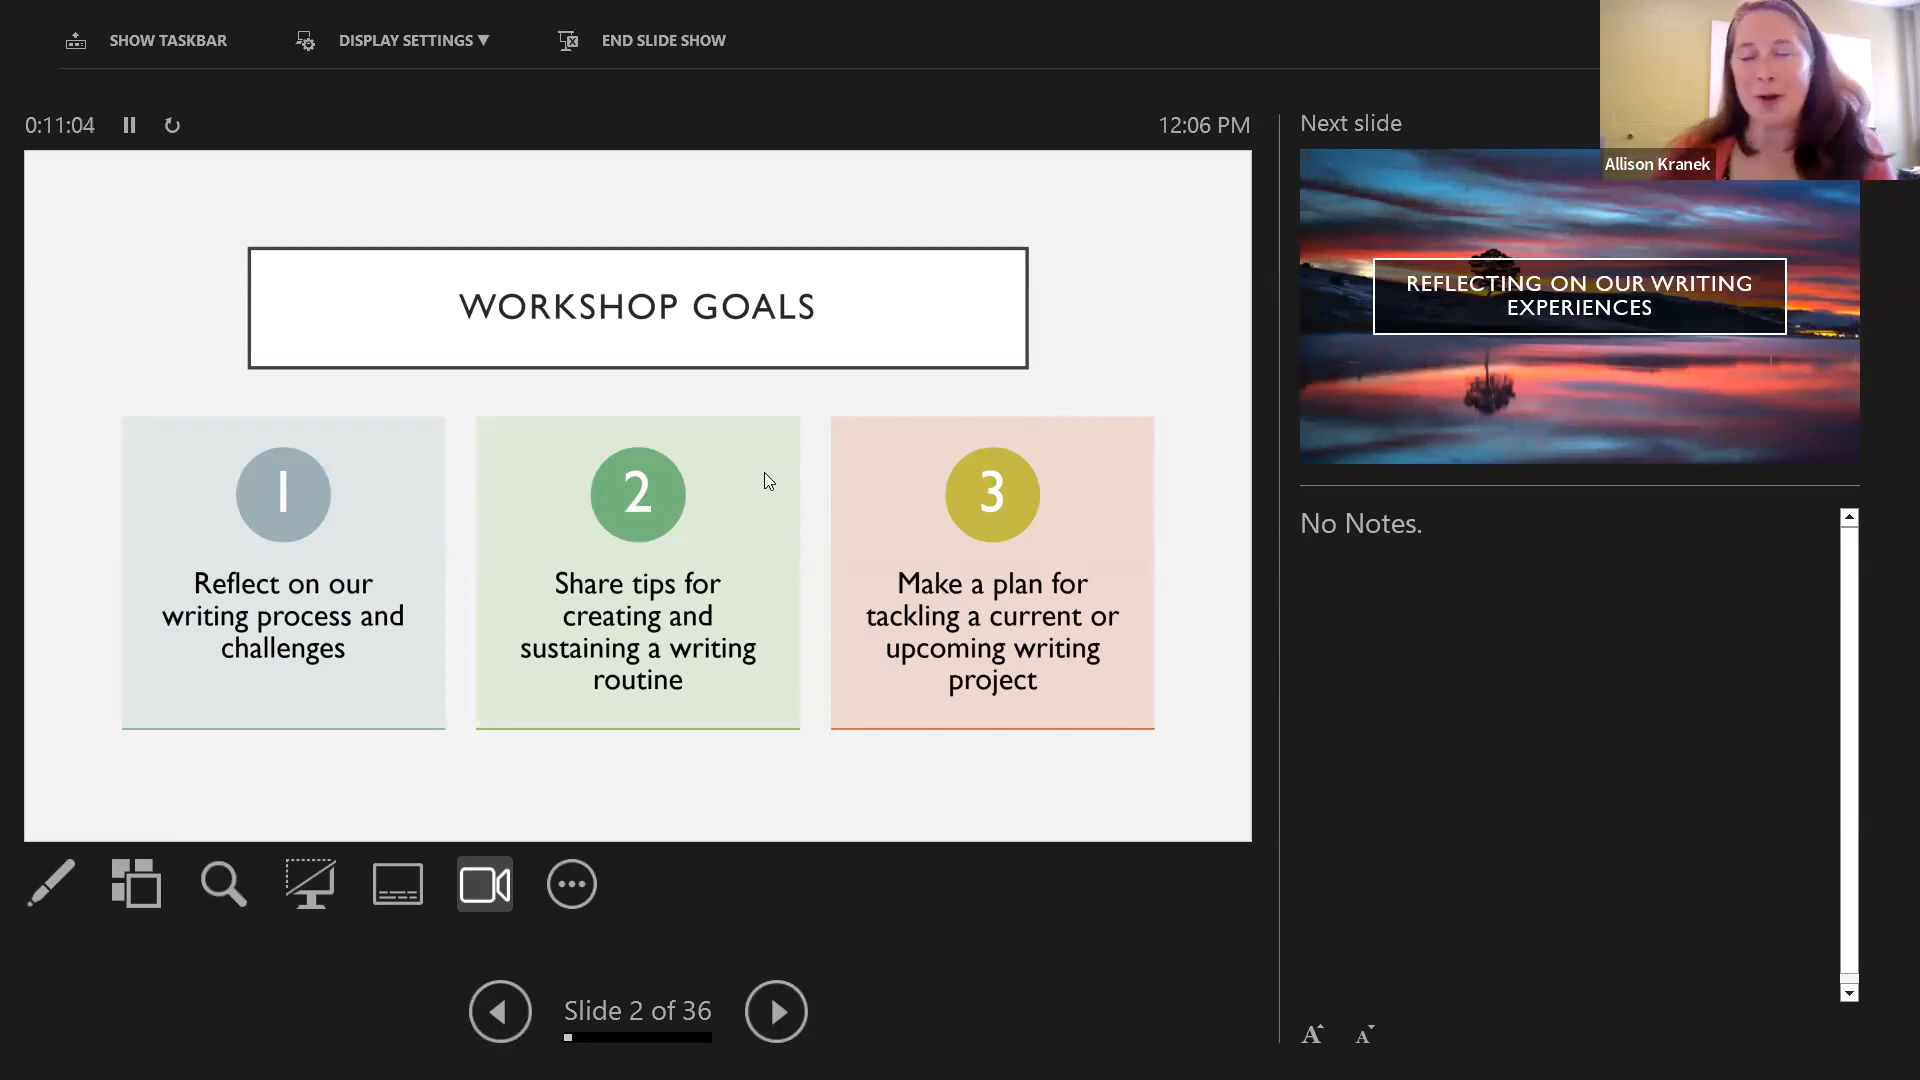 SHOW TASKBAR
DISPLAY SETTINGS ▼
END SLIDE SHOW
0:11:04
12:06 PM
WORKSHOP GOALS
1
Reflect on our
writing process and
challenges
2
Share tips for
creating and
sustaining a writing
routine
3
Make a plan for
tackling a current or
upcoming writing
project
Slide 2 of 36
Next slide
Allison Kranek
REFLECTING ON OUR WRITING
EXPERIENCES
No Notes.
A A